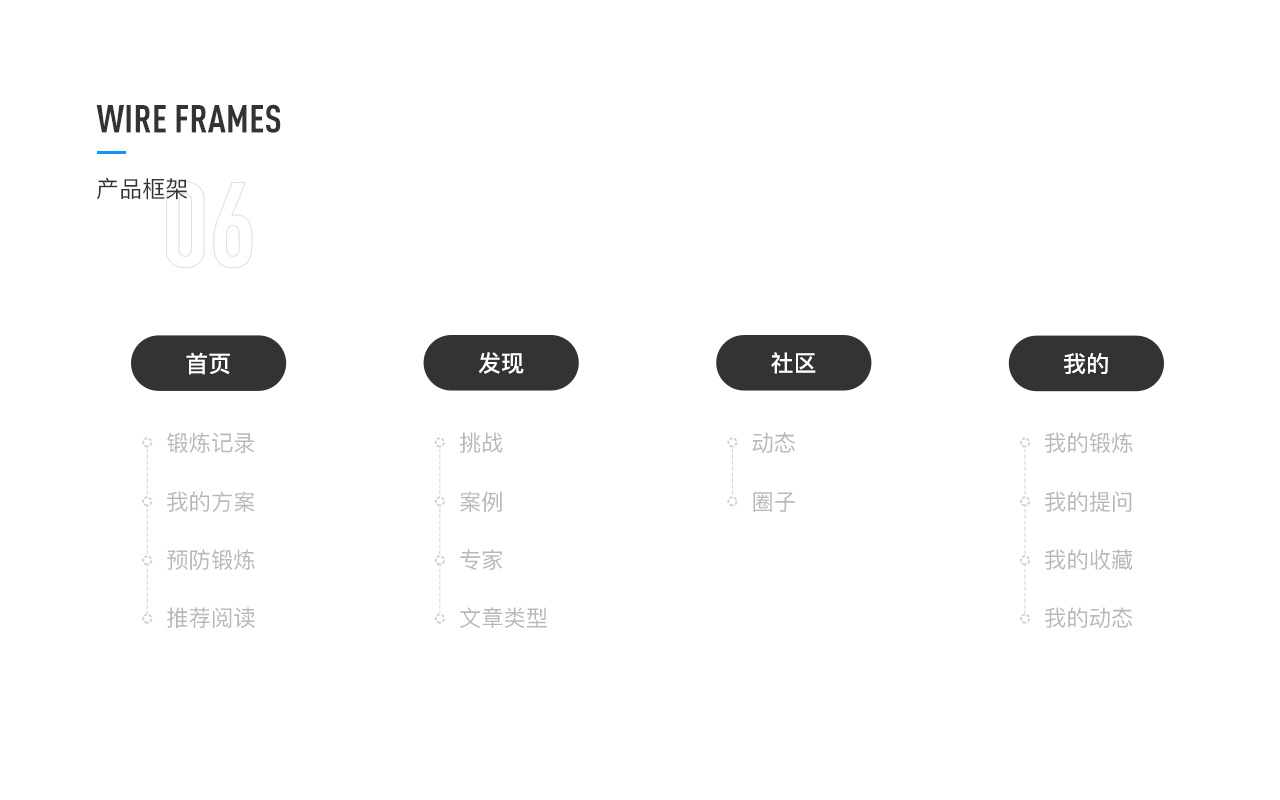 WIRE FRAMES
产品框架
06
首页
锻炼记录
我的方案
预防锻炼
推荐阅读
发现
挑战
案例
专家
文章类型
社区
动态
圈子
我的
我的锻炼
我的提问
我的收藏
我的动态